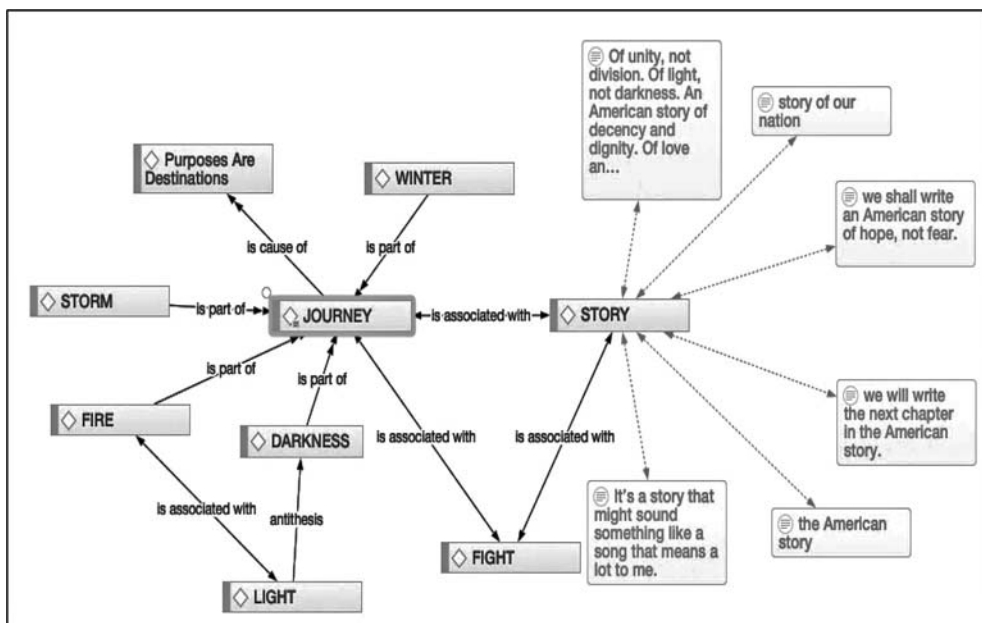 Of unity, not
division. Of light,
not darkness. An
American story of
decency and
dignity. Of love
an...
story of our
nation
Purposes Are
Destinations
WINTER
we shall write
an American story
of hope, not fear.
is cause of
is part of
STORM
is part of
JOURNEY
is associated with
STORY
is part of
is part of
FIRE
DARKNESS
is associated with
is associated with
we will write
the next chapter
in the American
story.
is associated with
antithesis
It's a story that
might sound
something like a
song that means a
lot to me.
the American
story
FIGHT
LIGHT